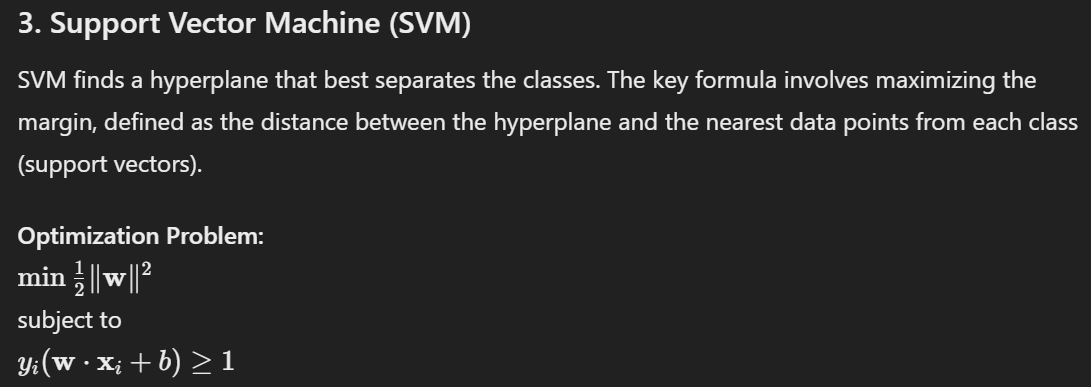 3. Support Vector Machine (SVM)
SVM finds a hyperplane that best separates the classes. The key formula involves maximizing the
margin, defined as the distance between the hyperplane and the nearest data points from each class
(support vectors).
Optimization Problem:
min ½‖𝐰‖²
subject to
yᵢ(𝐰 · 𝐱ᵢ + b) ≥ 1